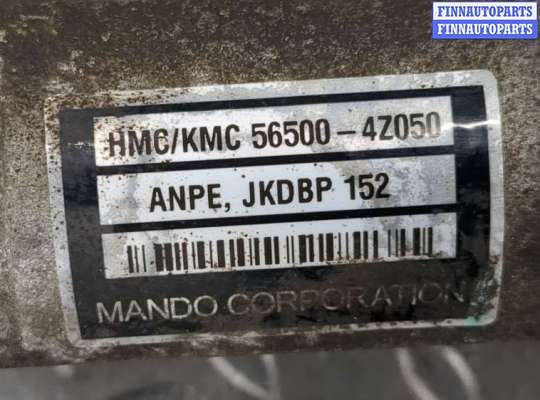 FINNAUTOPARTS
FINNAUTOPARTS
HMC/KMC 56500-4Z050
ANPE, JKDBP 152
MANDO CORPORATION